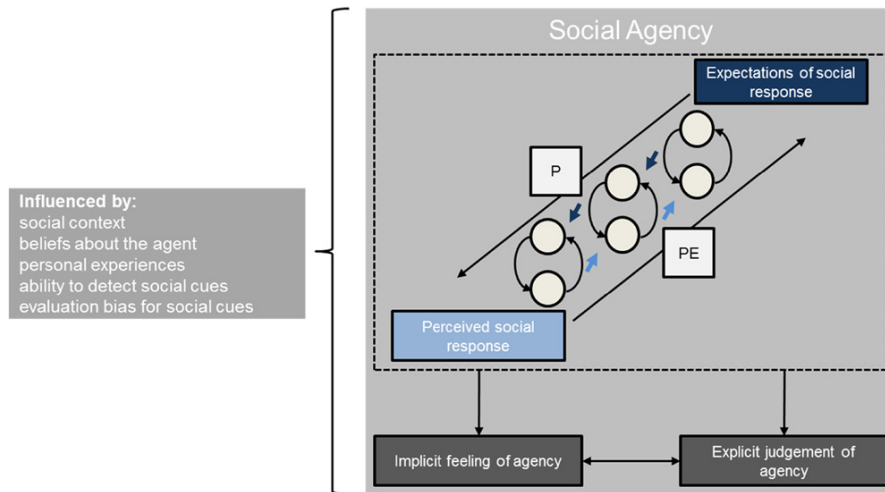 Social Agency
Expectations of social
response
P
PE
Influenced by:
social context
beliefs about the agent
personal experiences
ability to detect social cues
evaluation bias for social cues
Perceived social
response
Implicit feeling of agency
Explicit judgement of
agency